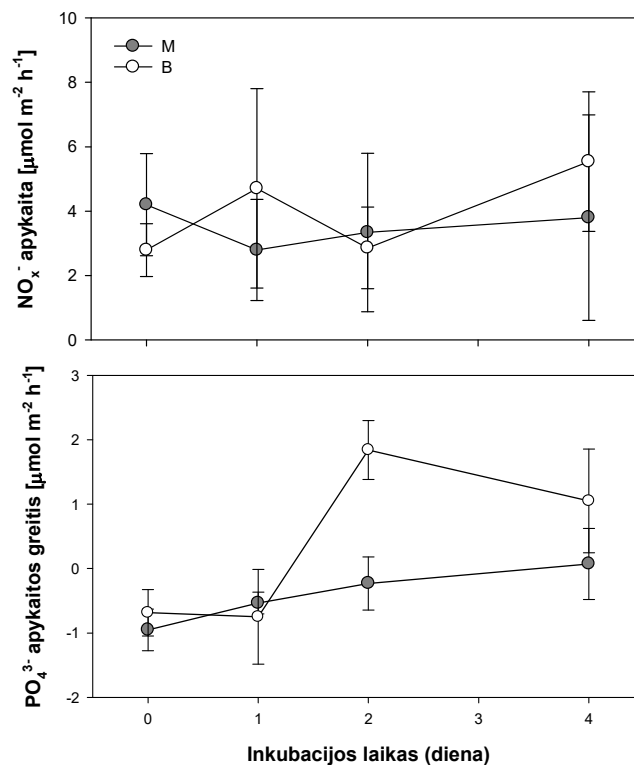 10
8
6
4
2
0
M
B
NOₓ⁻ apykaita [µmol m⁻² h⁻¹]
3
2
1
-0
-1
-2
PO₄³⁻ apykaitos greitis [µmol m⁻² h⁻¹]
0 1 2 3 4
Inkubacijos laikas (diena)